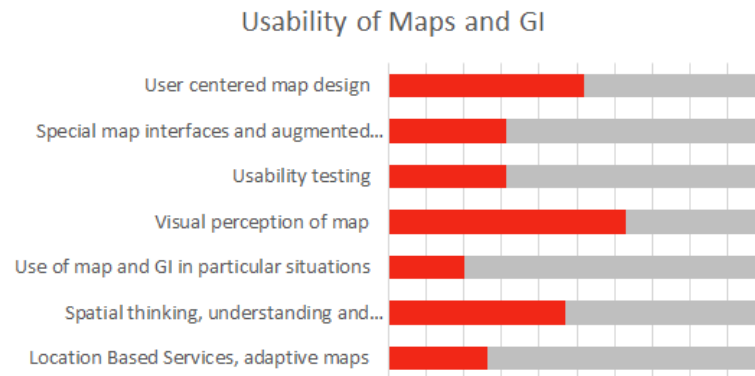 Usability of Maps and GI
User centered map design
Special map interfaces and augmented...
Usability testing
Visual perception of map
Use of map and GI in particular situations
Spatial thinking, understanding and...
Location Based Services, adaptive maps